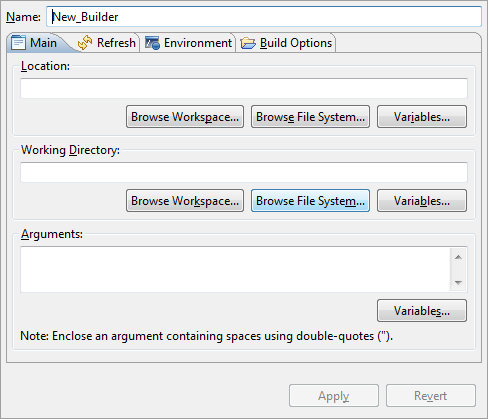 Name: New_Builder
Main Refresh Environment Build Options
Location:
Browse Workspace... Browse File System... Variables...
Working Directory:
Browse Workspace... Browse File System... Variables...
Arguments:
Variables...
Note: Enclose an argument containing spaces using double-quotes (").
Apply Revert